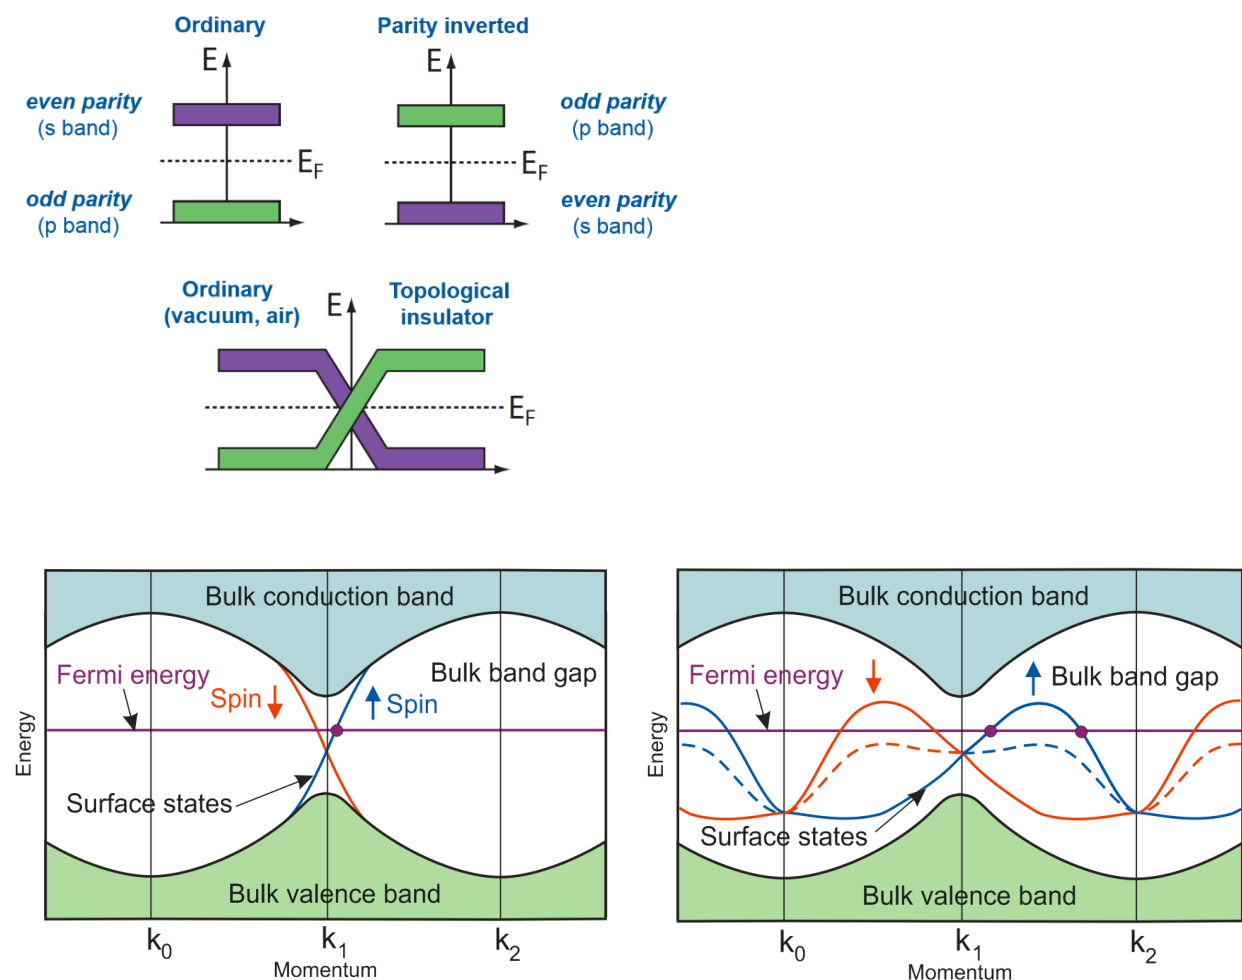 Ordinary
Parity inverted
E
E
even parity
(s band)
odd parity
(p band)
E_F
E_F
odd parity
(p band)
even parity
(s band)
Ordinary
(vacuum, air)
E
Topological
insulator
E_F
Bulk conduction band
Fermi energy
Bulk band gap
Spin
Spin
Energy
Surface states
Bulk valence band
k₀
k₁
k₂
Momentum
Bulk conduction band
Fermi energy
Bulk band gap
Energy
Surface states
Bulk valence band
k₀
k₁
k₂
Momentum